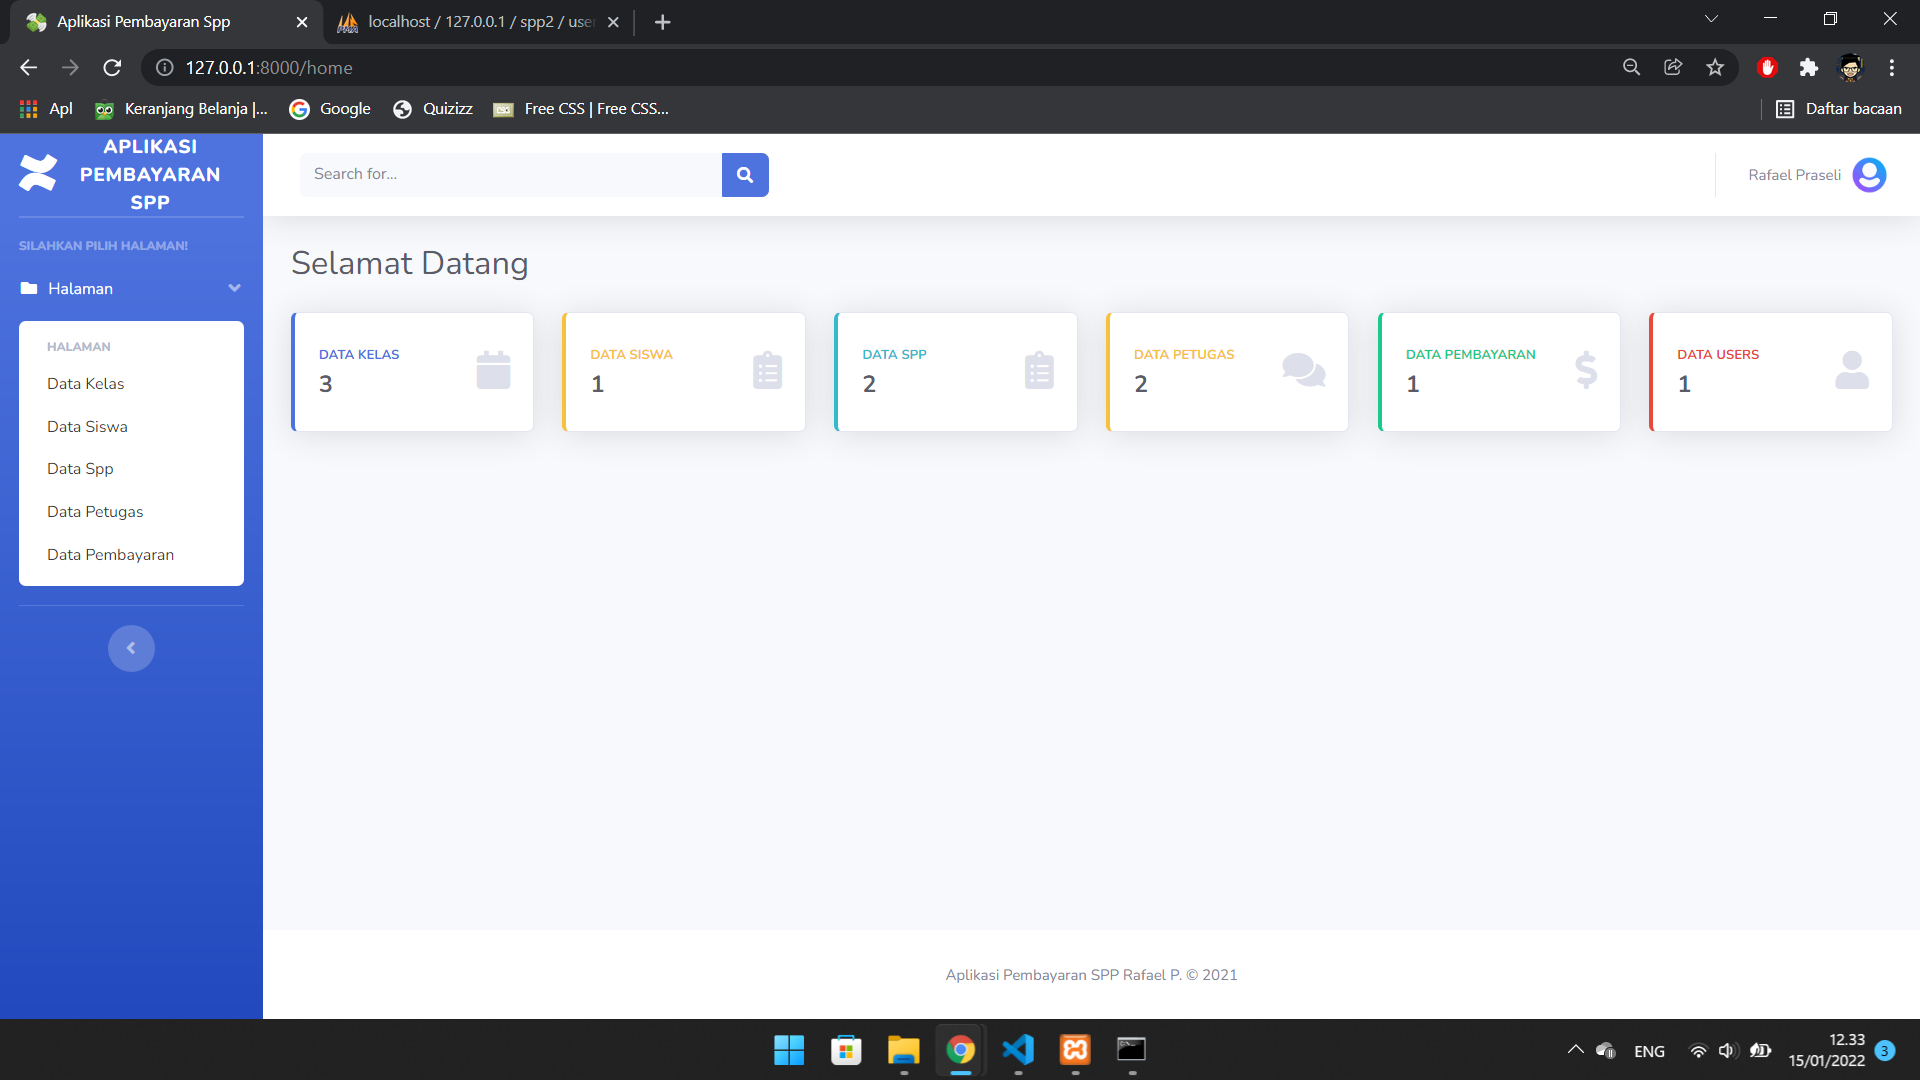 Aplikasi Pembayaran Spp
localhost / 127.0.0.1 / spp2 / use
127.0.0.1:8000/home
Apl
Keranjang Belanja |...
Google
Quizizz
Free CSS | Free CSS...
Daftar bacaan
APLIKASI
PEMBAYARAN
SPP
Search for...
Rafael Praseli
SILAHKAN PILIH HALAMAN!
Halaman
HALAMAN
Data Kelas
Data Siswa
Data Spp
Data Petugas
Data Pembayaran
Selamat Datang
DATA KELAS
3
DATA SISWA
1
DATA SPP
2
DATA PETUGAS
2
DATA PEMBAYARAN
1
DATA USERS
1
Aplikasi Pembayaran SPP Rafael P. © 2021
ENG
12.33
15/01/2022
3